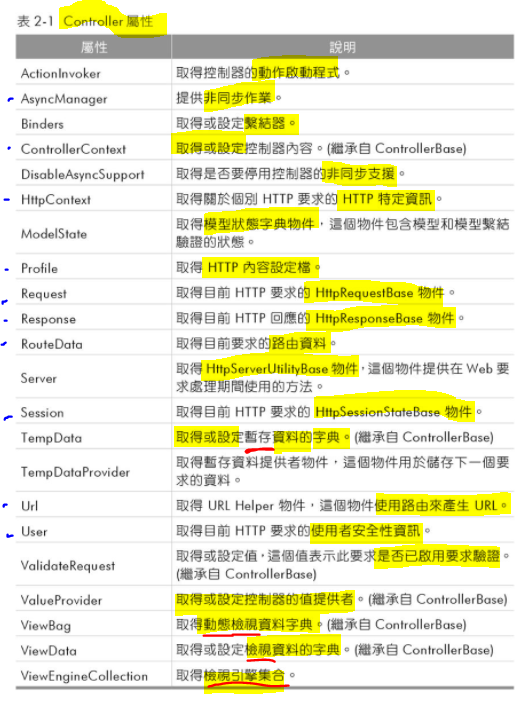 表 2-1 Controller 屬性
屬性 說明
ActionInvoker 取得控制器的動作啟動程式。
AsyncManager 提供非同步作業。
Binders 取得或設定繫結器。
ControllerContext 取得或設定控制器內容。(繼承自 ControllerBase)
DisableAsyncSupport 取得是否要停用控制器的非同步支援。
HttpContext 取得關於個別 HTTP 要求的 HTTP 特定資訊。
ModelState 取得模型狀態字典物件，這個物件包含模型和模型繫結
驗證的狀態。
Profile 取得 HTTP 內容設定檔。
Request 取得目前 HTTP 要求的 HttpRequestBase 物件。
Response 取得目前 HTTP 回應的 HttpResponseBase 物件。
RouteData 取得目前要求的路由資料。
Server 取得 HttpServerUtilityBase 物件，這個物件提供在 Web 要
求處理期間使用的方法。
Session 取得目前 HTTP 要求的 HttpSessionStateBase 物件。
TempData 取得或設定暫存資料的字典。(繼承自 ControllerBase)
TempDataProvider 取得暫存資料提供者物件，這個物件用於儲存下一個要
求的資料。
Url 取得 URL Helper 物件，這個物件使用路由來產生 URL。
User 取得目前 HTTP 要求的使用者安全性資訊。
ValidateRequest 取得或設定值，這個值表示此要求是否已啟用要求驗證。
(繼承自 ControllerBase)
ValueProvider 取得或設定控制器的值提供者。(繼承自 ControllerBase)
ViewBag 取得動態檢視資料字典。(繼承自 ControllerBase)
ViewData 取得或設定檢視資料的字典。(繼承自 ControllerBase)
ViewEngineCollection 取得檢視引擎集合。